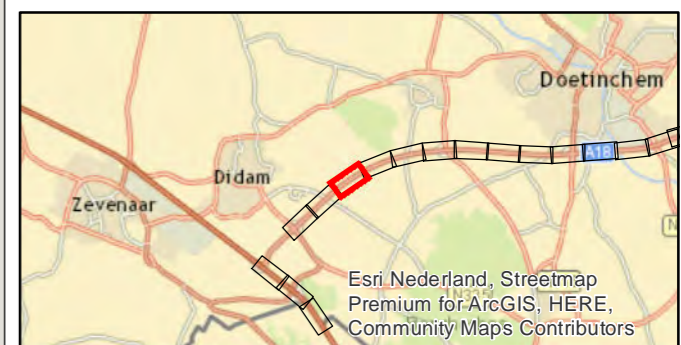 Doetinchem
A18
Didam
Zevenaar
Esri Nederland, Streetmap
Premium for ArcGIS, HERE,
Community Maps Contributors